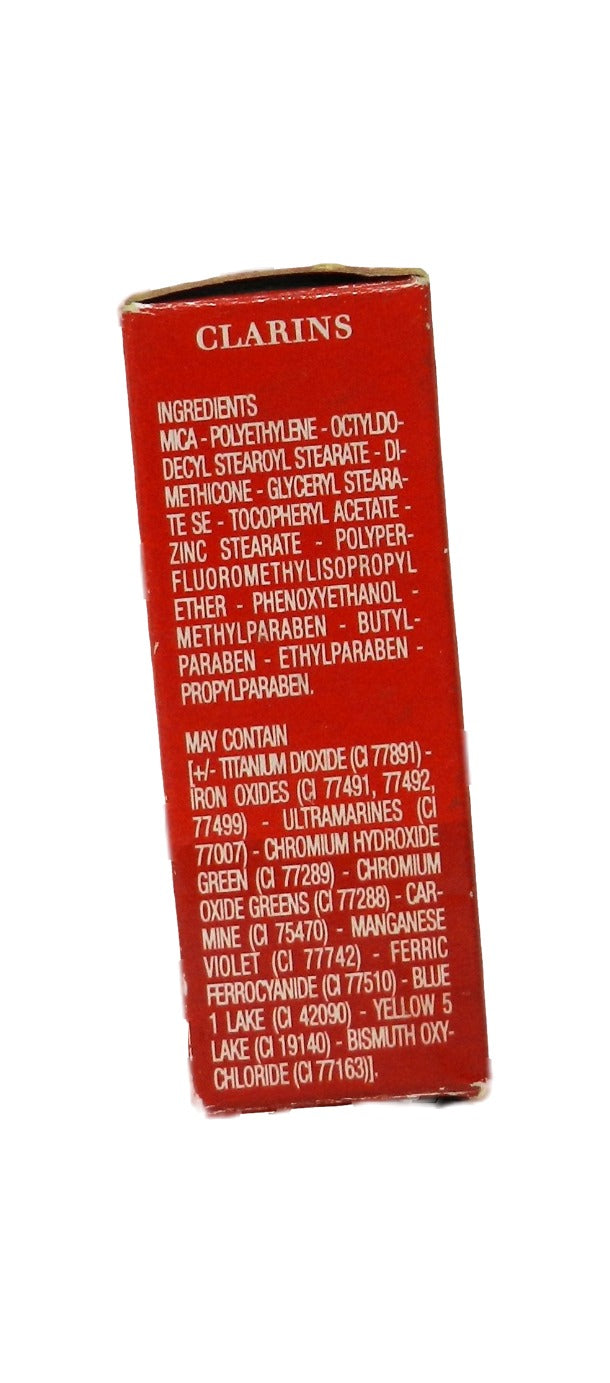 CLARINS
INGREDIENTS
MICA - POLYETHYLENE - OCTYLDO-
DECYL STEAROYL STEARATE - DI-
METHICONE - GLYCERYL STEARA-
TE SE - TOCOPHERYL ACETATE -
ZINC STEARATE - POLYPER-
FLUOROMETHYLISOPROPYL
ETHER - PHENOXYETHANOL -
METHYLPARABEN - BUTYL-
PARABEN - ETHYLPARABEN -
PROPYLPARABEN.
MAY CONTAIN
[+/- TITANIUM DIOXIDE (CI 77891) -
IRON OXIDES (CI 77491, 77492,
77499) - ULTRAMARINES (CI
77007) - CHROMIUM HYDROXIDE
GREEN (CI 77289) - CHROMIUM
OXIDE GREENS (CI 77288) - CAR-
MINE (CI 75470) - MANGANESE
VIOLET (CI 77742) - FERRIC
FERROCYANIDE (CI 77510) - BLUE
1 LAKE (CI 42090) - YELLOW 5
LAKE (CI 19140) - BISMUTH OXY-
CHLORIDE (CI 77163)].